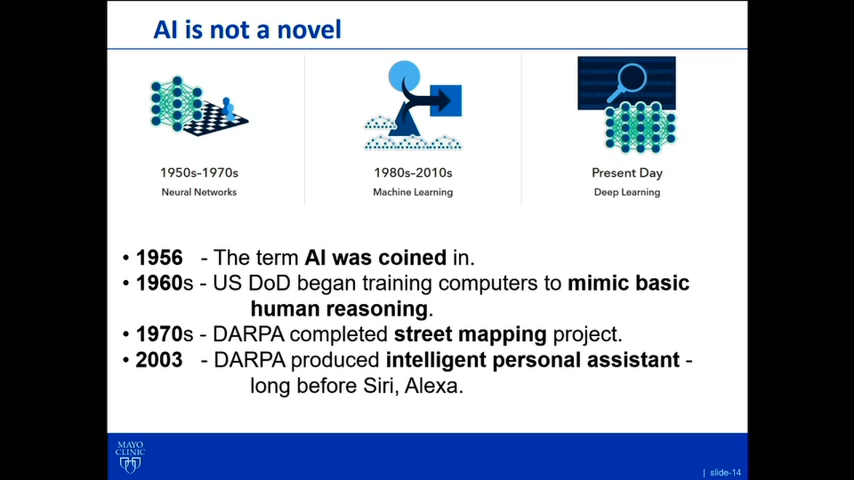 AI is not a novel
1950s–1970s
Neural Networks
1980s–2010s
Machine Learning
Present Day
Deep Learning
• 1956 - The term AI was coined in.
• 1960s - US DoD began training computers to mimic basic
human reasoning.
• 1970s - DARPA completed street mapping project.
• 2003 - DARPA produced intelligent personal assistant -
long before Siri, Alexa.
MAYO
CLINIC
| slide-14